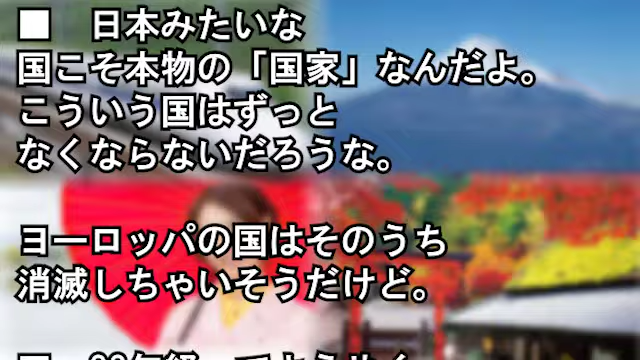 ■　日本みたいな
国こそ本物の「国家」なんだよ。
こういう国はずっと
なくならないだろうな。
ヨーロッパの国はそのうち
消滅しちゃいそうだけど。